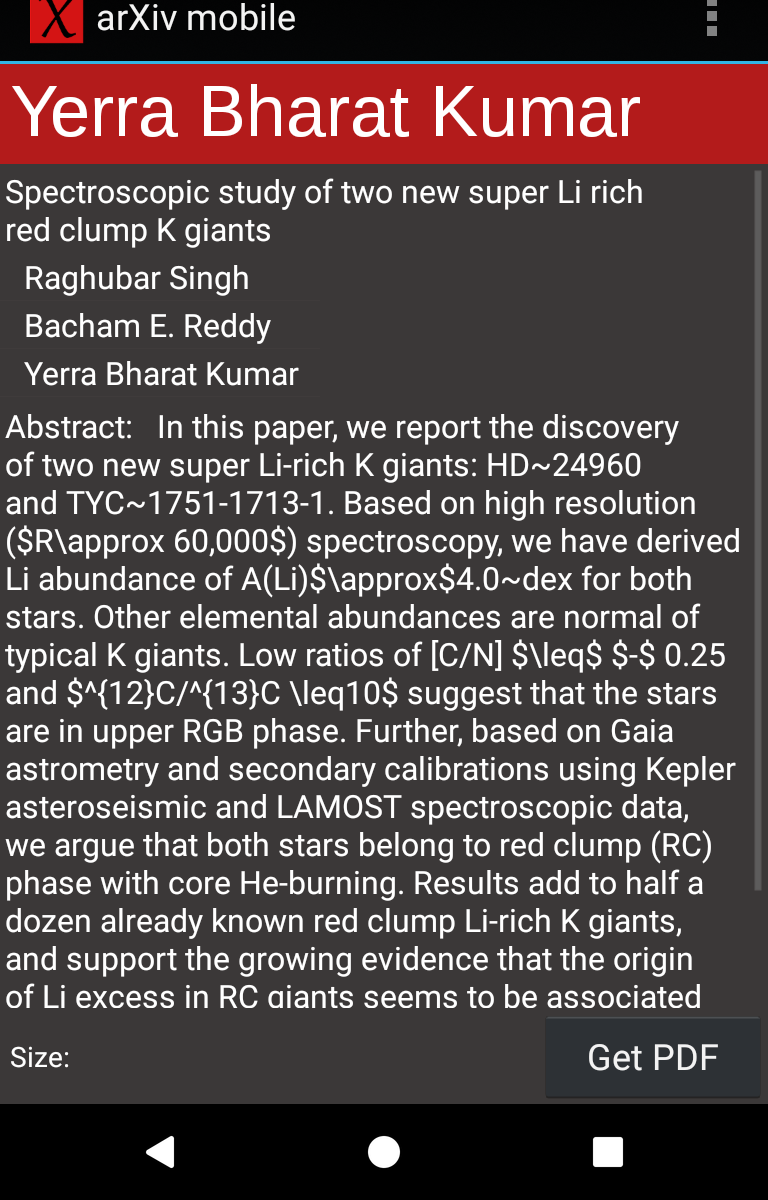 arXiv mobile
Yerra Bharat Kumar
Spectroscopic study of two new super Li rich
red clump K giants
Raghubar Singh
Bacham E. Reddy
Yerra Bharat Kumar
Abstract:   In this paper, we report the discovery
of two new super Li-rich K giants: HD~24960
and TYC~1751-1713-1. Based on high resolution
($R\approx 60,000$) spectroscopy, we have derived
Li abundance of A(Li)$\approx$4.0~dex for both
stars. Other elemental abundances are normal of
typical K giants. Low ratios of [C/N] $\leq$ $-$ 0.25
and $^{12}C/^{13}C \leq10$ suggest that the stars
are in upper RGB phase. Further, based on Gaia
astrometry and secondary calibrations using Kepler
asteroseismic and LAMOST spectroscopic data,
we argue that both stars belong to red clump (RC)
phase with core He-burning. Results add to half a
dozen already known red clump Li-rich K giants,
and support the growing evidence that the origin
of Li excess in RC giants seems to be associated
Size:
Get PDF